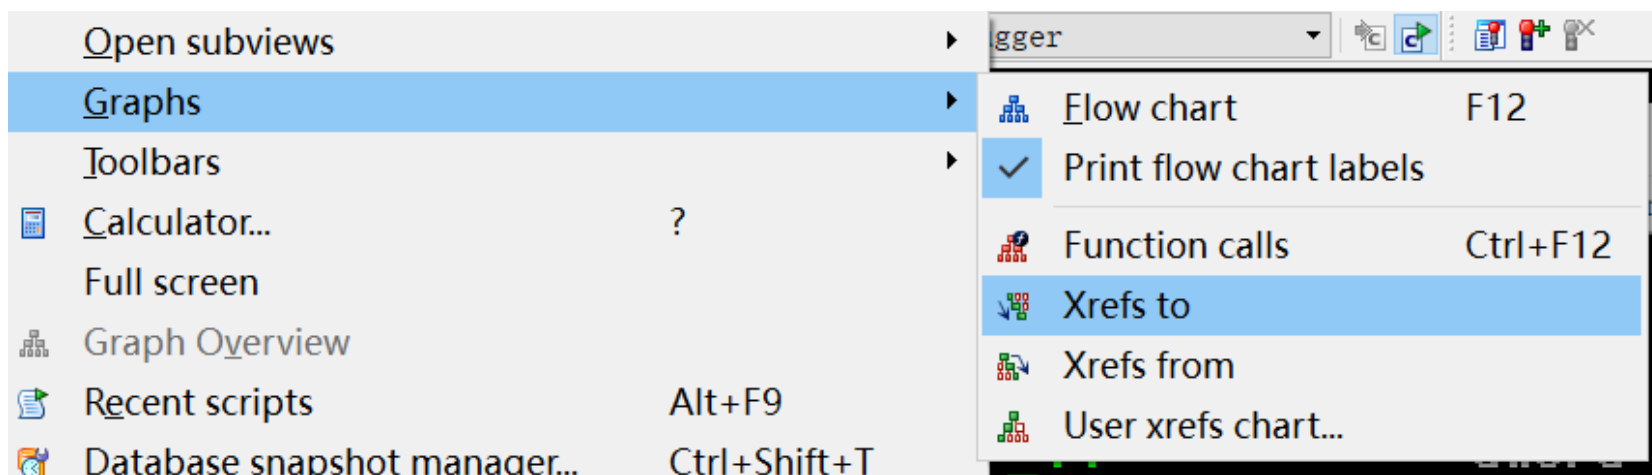 Open subviews
Graphs
Toolbars
Calculator... ?
Full screen
Graph Overview
Recent scripts Alt+F9
Database snapshot manager... Ctrl+Shift+T
gger
Flow chart F12
Print flow chart labels
Function calls Ctrl+F12
Xrefs to
Xrefs from
User xrefs chart...